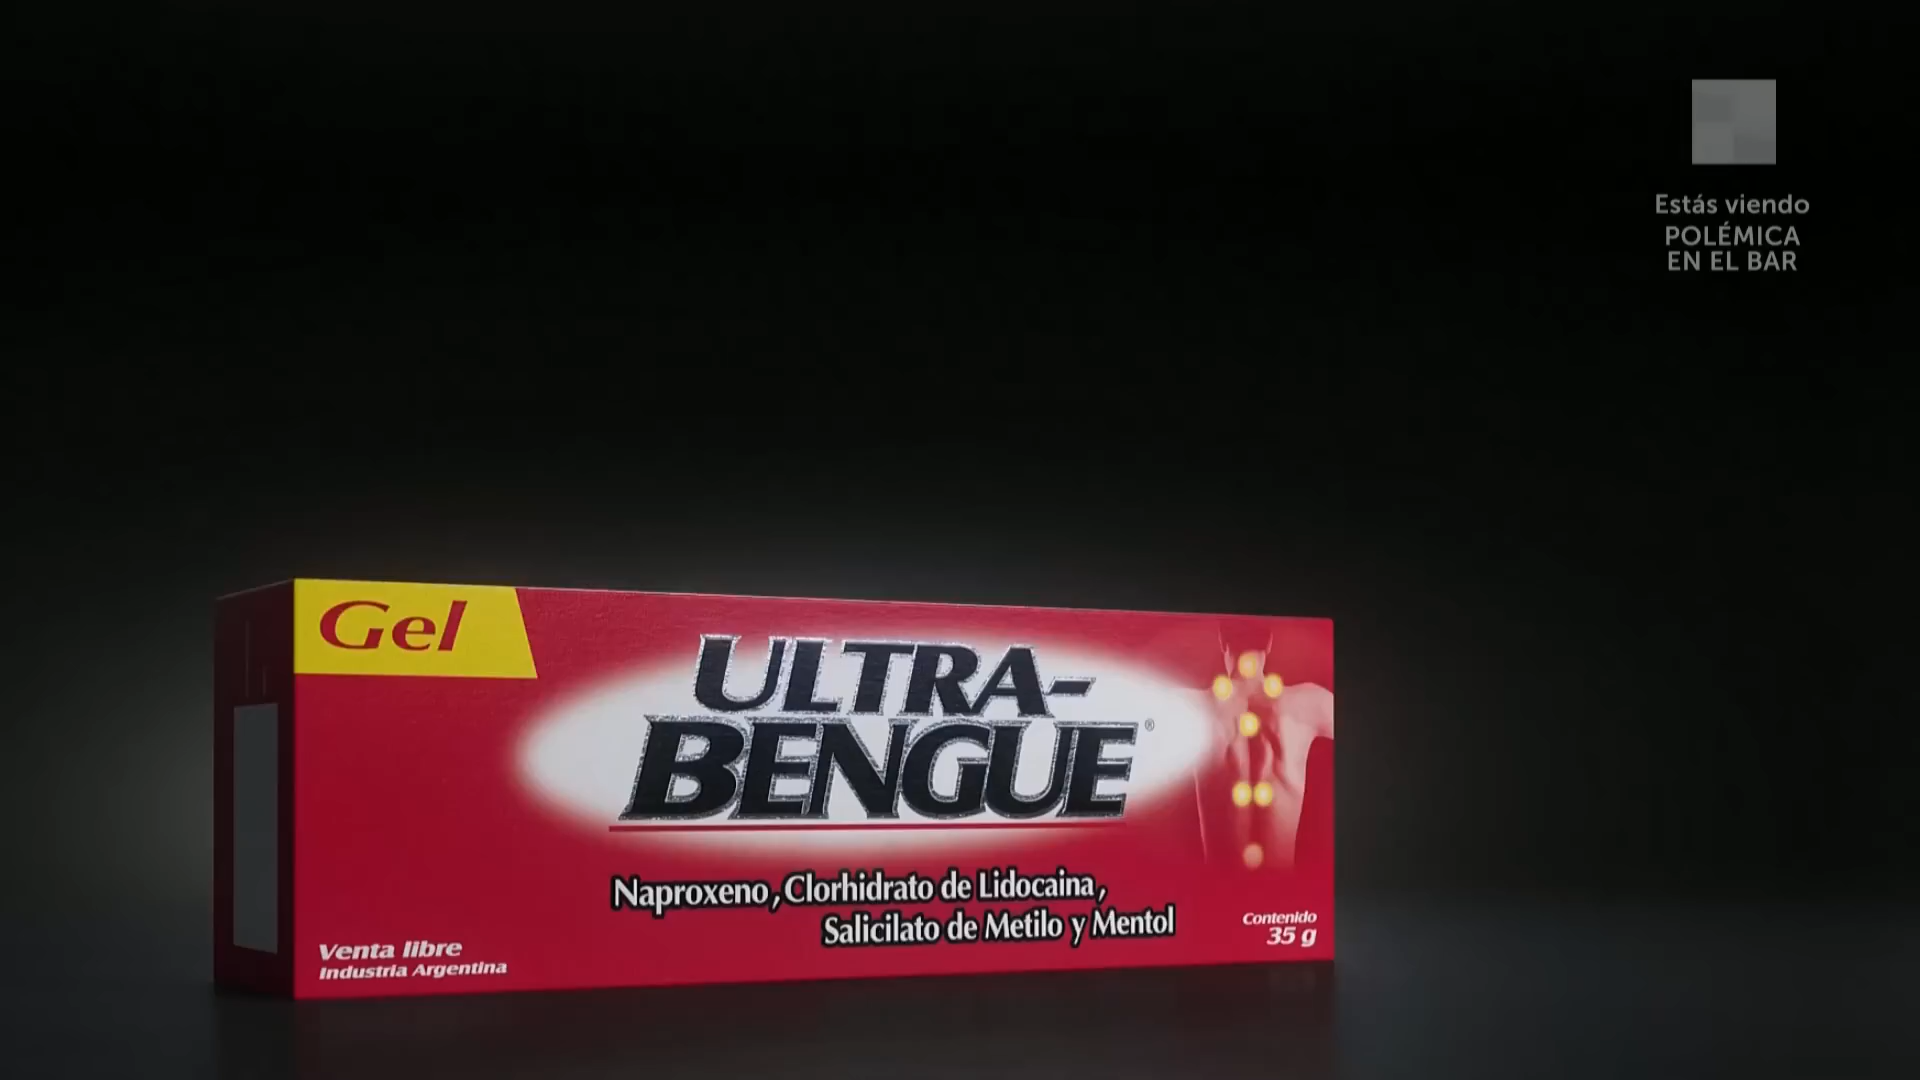 Estás viendo
POLÉMICA
EN EL BAR
Gel
ULTRA-
BENGUE®
Naproxeno, Clorhidrato de Lidocaina,
Salicilato de Metilo y Mentol
Contenido
35 g
Venta libre
Industria Argentina